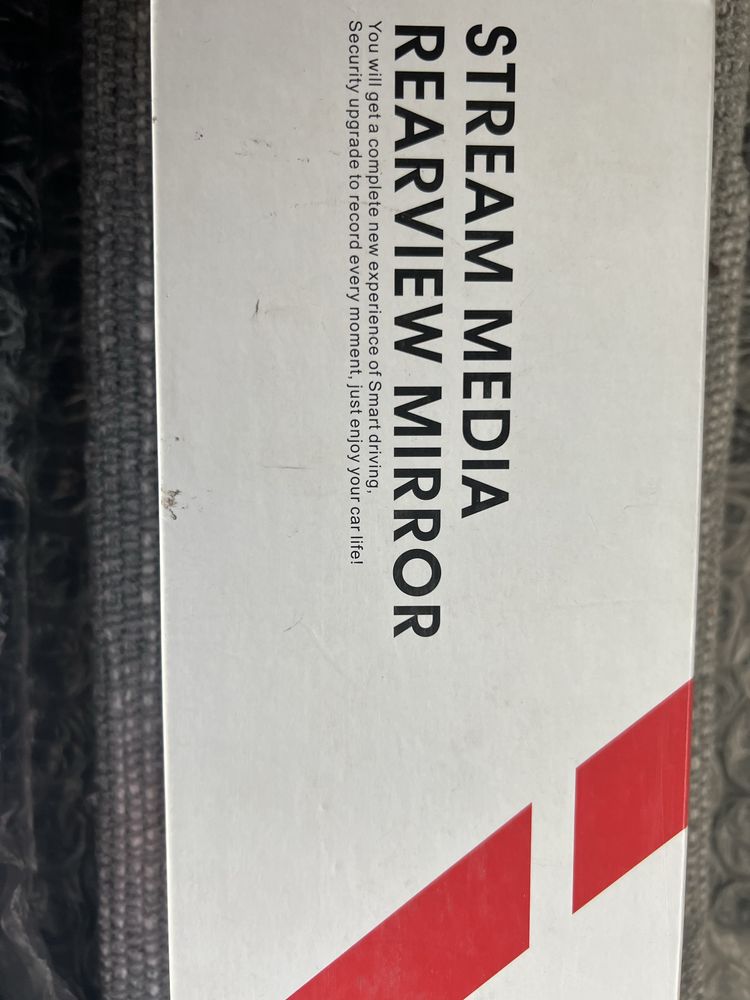 STREAM MEDIA
REARVIEW MIRROR
You will get a complete new experience of Smart driving,
Security upgrade to record every moment, just enjoy your car life!